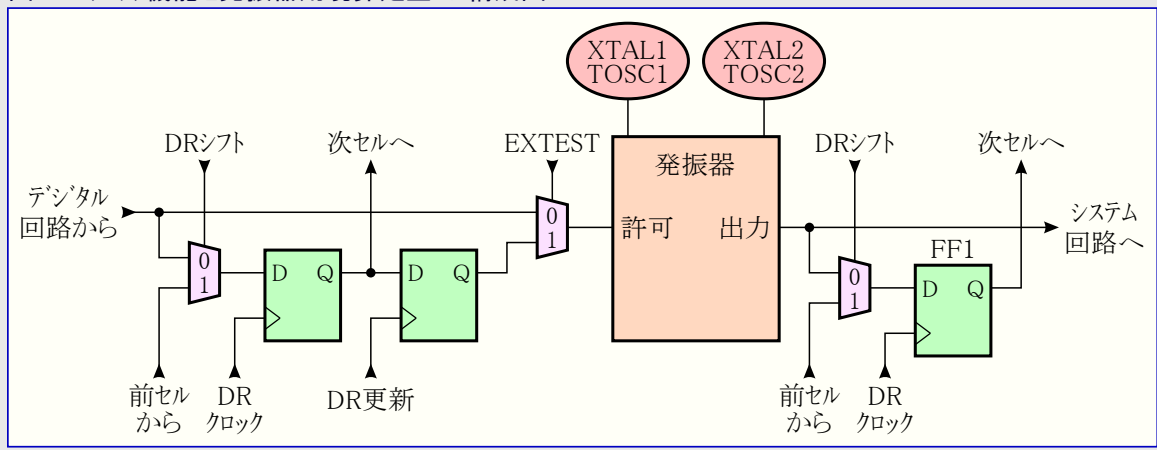 XTAL1
TOSC1
XTAL2
TOSC2
DRシフト
次セルへ
EXTEST
発振器
DRシフト
次セルへ
デジタル
回路から
0
1
許可
出力
システム
回路へ
0
1
D
Q
D
Q
0
1
FF1
D
Q
前セル
から
DR
クロック
DR更新
前セル
から
DR
クロック